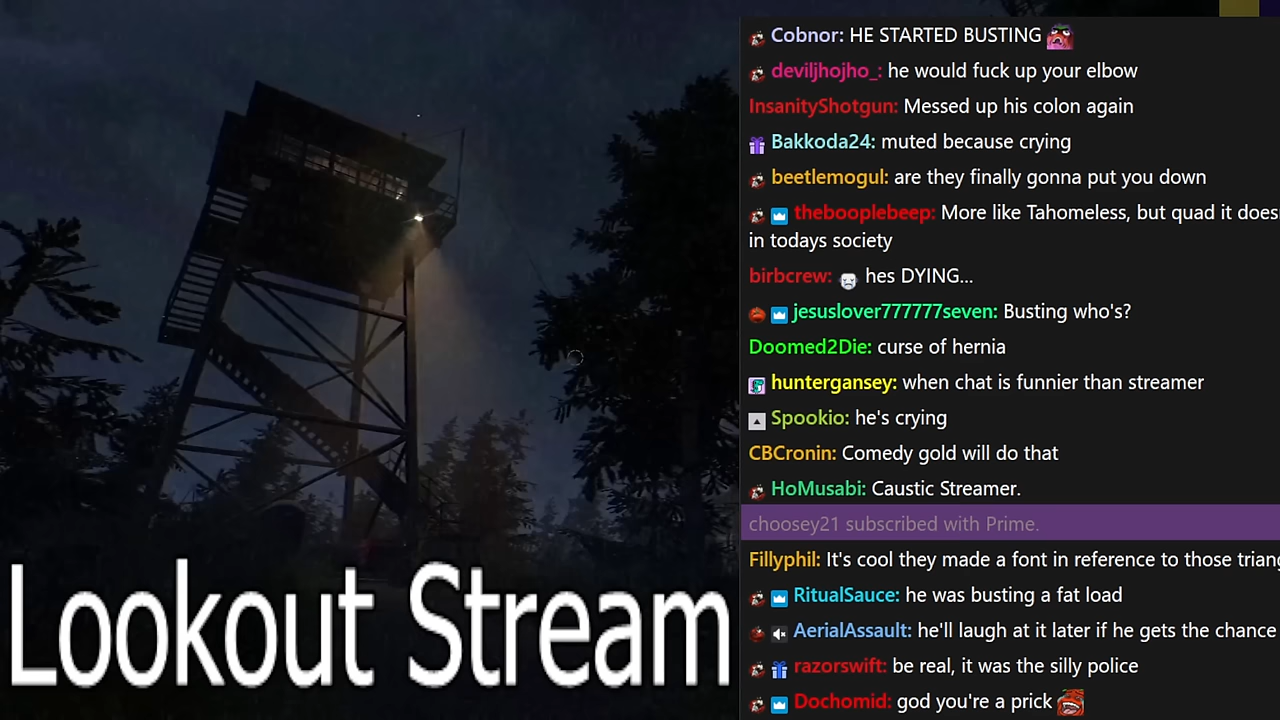 Cobnor: HE STARTED BUSTING
deviljhojho_: he would fuck up your elbow
InsanityShotgun: Messed up his colon again
Bakkoda24: muted because crying
beetlemogul: are they finally gonna put you down
thebooplebeep: More like Tahomeless, but quad it does
in todays society
birbcrew: hes DYING...
jesuslover777777seven: Busting who's?
Doomed2Die: curse of hernia
huntergansey: when chat is funnier than streamer
Spookio: he's crying
CBCronin: Comedy gold will do that
HoMusabi: Caustic Streamer.
choosey21 subscribed with Prime.
Fillyphil: It's cool they made a font in reference to those triang
RitualSauce: he was busting a fat load
AerialAssault: he'll laugh at it later if he gets the chance
razorswift: be real, it was the silly police
Dochomid: god you're a prick
Lookout Stream